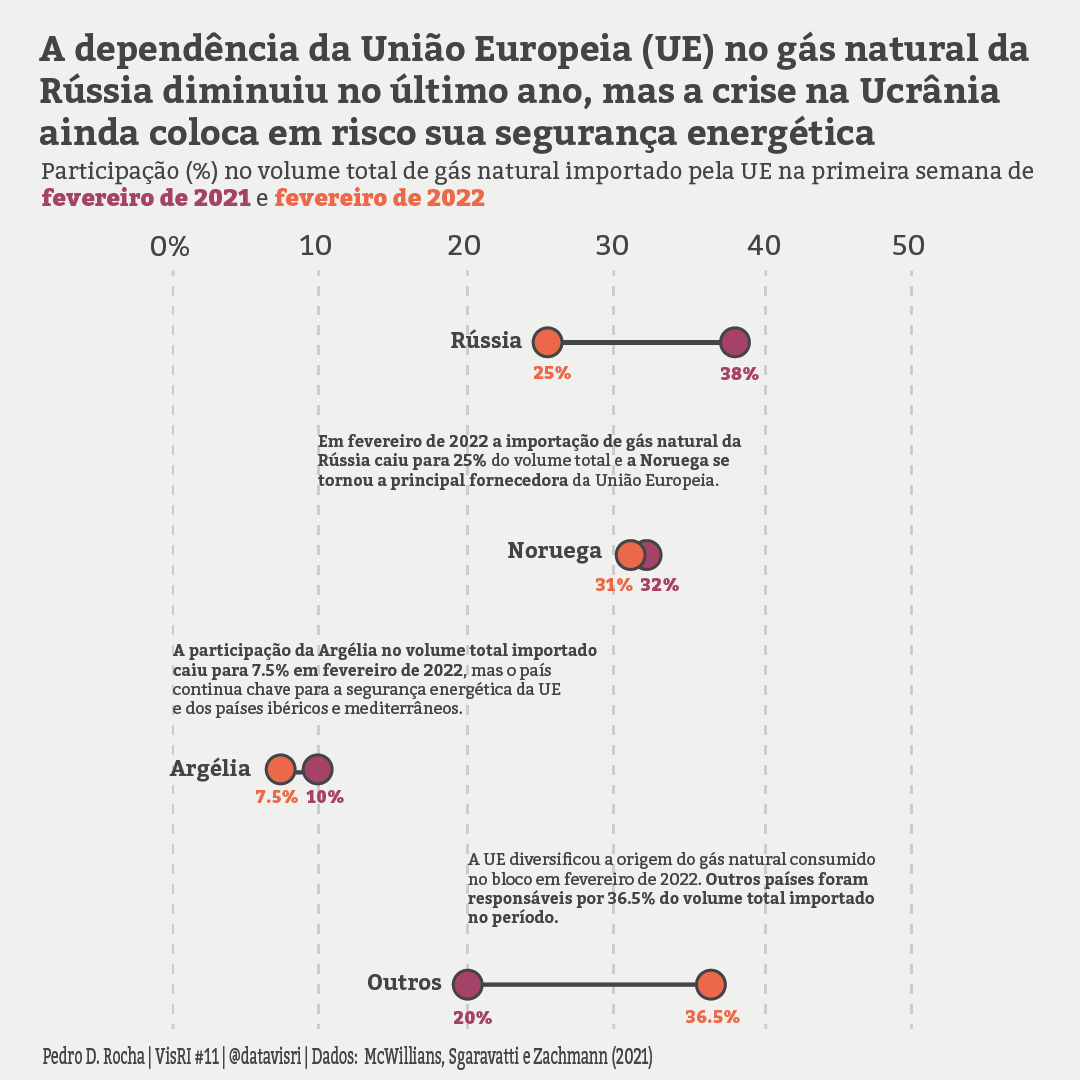 A dependência da União Europeia (UE) no gás natural da
Rússia diminuiu no último ano, mas a crise na Ucrânia
ainda coloca em risco sua segurança energética
Participação (%) no volume total de gás natural importado pela UE na primeira semana de
fevereiro de 2021 e fevereiro de 2022
0% 10 20 30 40 50
Rússia
25% 38%
Em fevereiro de 2022 a importação de gás natural da
Rússia caiu para 25% do volume total e a Noruega se
tornou a principal fornecedora da União Europeia.
Noruega
31% 32%
A participação da Argélia no volume total importado
caiu para 7.5% em fevereiro de 2022, mas o país
continua chave para a segurança energética da UE
e dos países ibéricos e mediterrâneos.
Argélia
7.5% 10%
A UE diversificou a origem do gás natural consumido
no bloco em fevereiro de 2022. Outros países foram
responsáveis por 36.5% do volume total importado
no período.
Outros
20% 36.5%
Pedro D. Rocha | VisRI #11 | @datavisri | Dados: McWillians, Sgaravatti e Zachmann (2021)